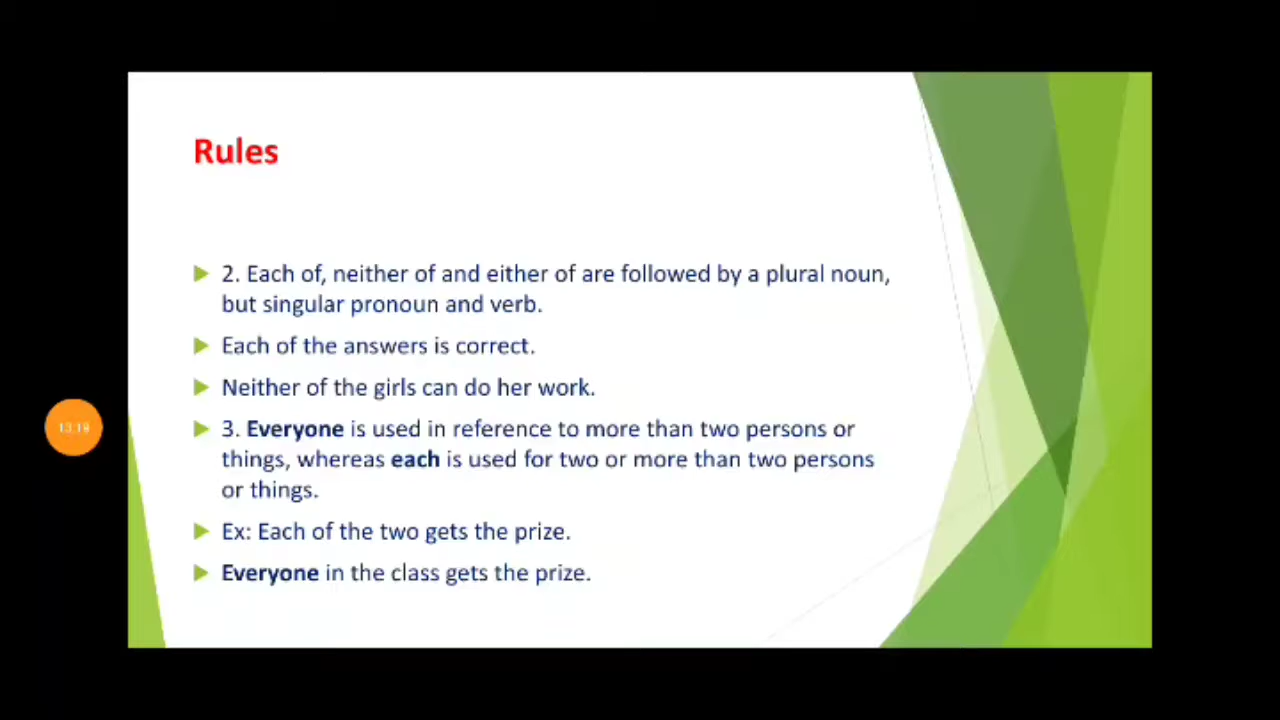 Rules
2. Each of, neither of and either of are followed by a plural noun,
but singular pronoun and verb.
Each of the answers is correct.
Neither of the girls can do her work.
13:19
3. Everyone is used in reference to more than two persons or
things, whereas each is used for two or more than two persons
or things.
Ex: Each of the two gets the prize.
Everyone in the class gets the prize.